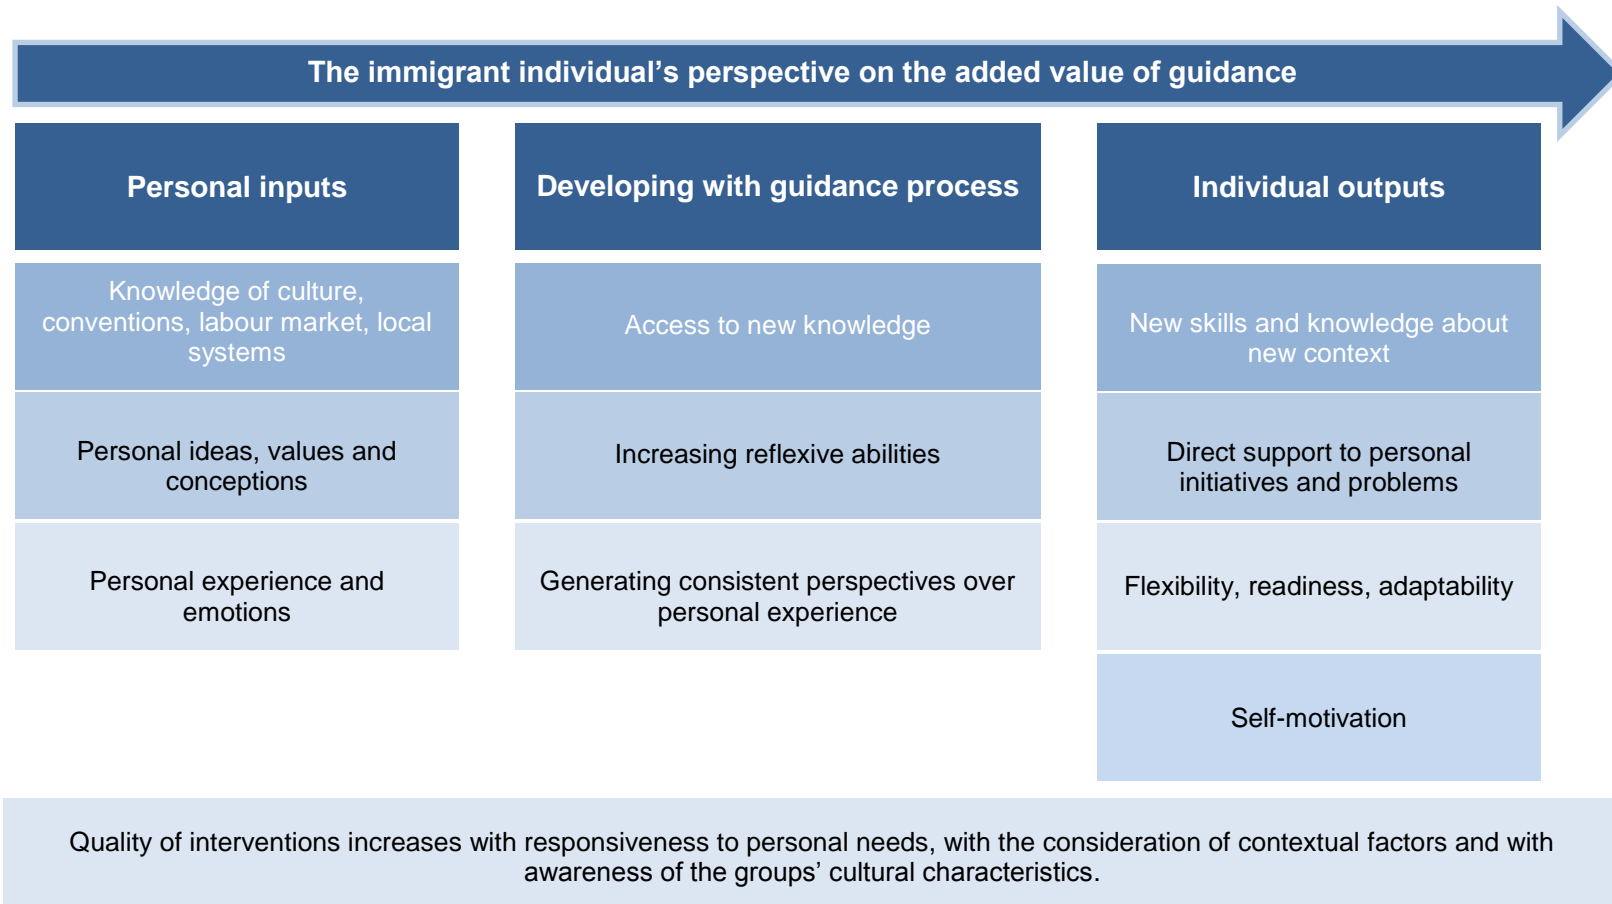 The immigrant individual’s perspective on the added value of guidance
Personal inputs
Knowledge of culture,
conventions, labour market, local
systems
Personal ideas, values and
conceptions
Personal experience and
emotions
Developing with guidance process
Access to new knowledge
Increasing reflexive abilities
Generating consistent perspectives over
personal experience
Individual outputs
New skills and knowledge about
new context
Direct support to personal
initiatives and problems
Flexibility, readiness, adaptability
Self-motivation
Quality of interventions increases with responsiveness to personal needs, with the consideration of contextual factors and with
awareness of the groups’ cultural characteristics.